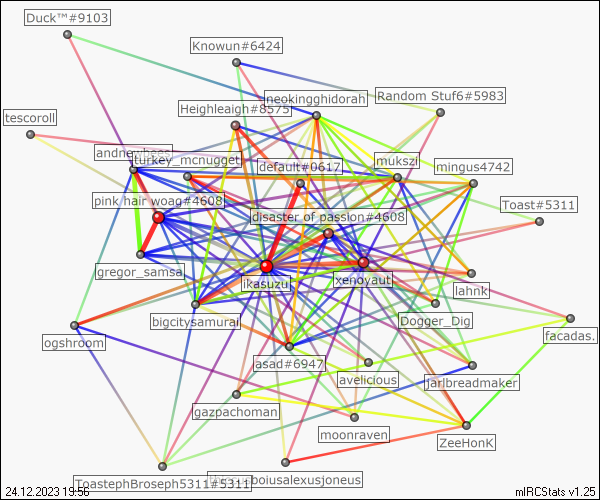 Duck™#9103
Knowun#6424
neokingghidorah
Random Stuf6#5983
Heighleaigh#8575
tescoroll
andnewbees
turkey_mcnugget
default#0617
mukszi
mingus4742
pink hair woag#4608
disaster of passion#4608
Toast#5311
gregor_samsa
ikasuzu
xenoyaut
lahnk
bigcitysamurai
Dogger_Dig
ogshroom
facadas.
asad#6947
avelicious
jarlbreadmaker
gazpachoman
moonraven
ZeeHonK
ToastephBroseph5311#5311
boiusalexusjoneus
24.12.2023 19:56
mIRCStats v1.25